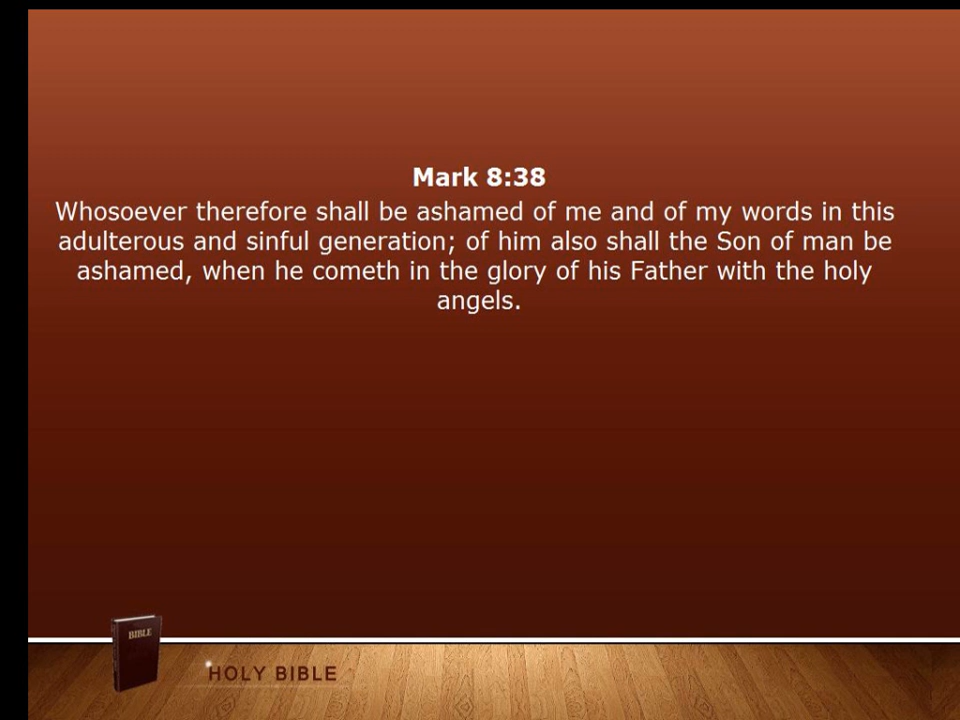 Mark 8:38
Whosoever therefore shall be ashamed of me and of my words in this
adulterous and sinful generation; of him also shall the Son of man be
ashamed, when he cometh in the glory of his Father with the holy
angels.
BIBLE
HOLY BIBLE